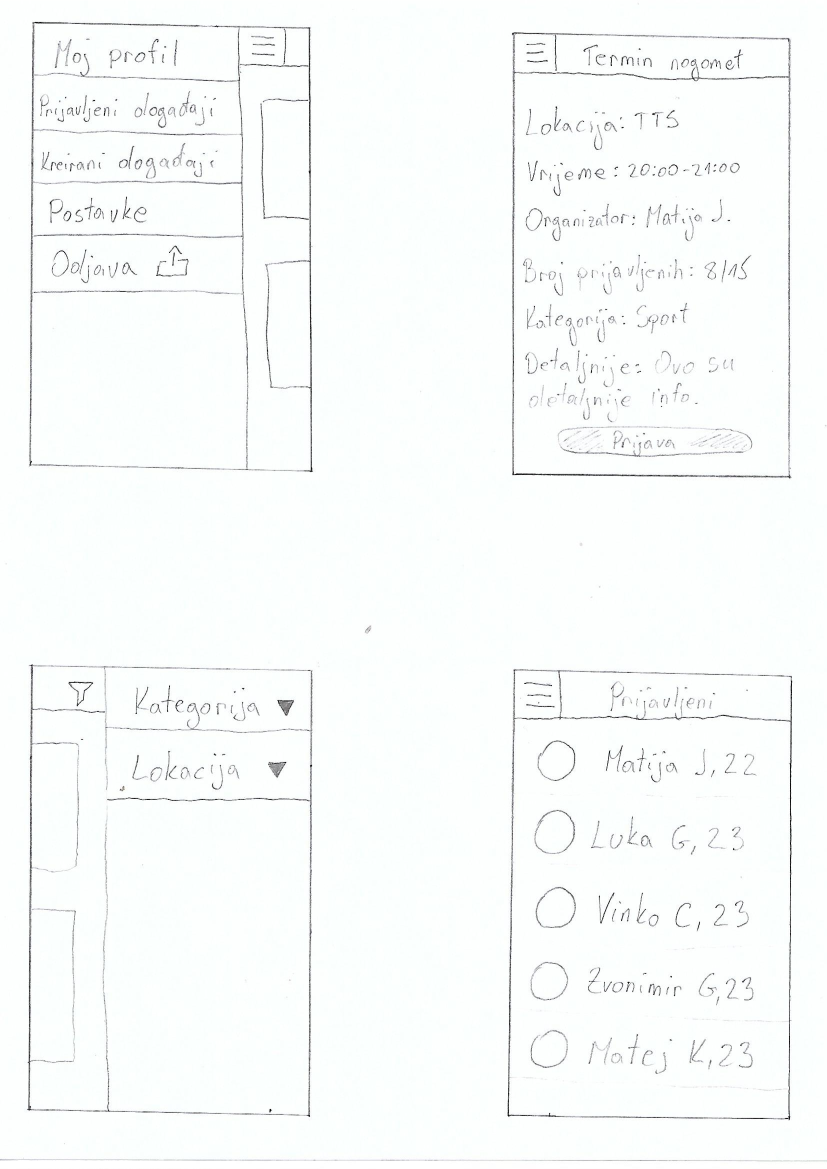 Moj profil
Prijavljeni događaji
Kreirani događaji
Postavke
Odjava
Termin nogomet
Lokacija: TTS
Vrijeme: 20:00-21:00
Organizator: Matija J.
Broj prijavljenih: 8/15
Kategorija: Sport
Detaljnije: Ovo su
detaljnije info.
Prijava
Kategorija
Lokacija
Prijavljeni
Matija J, 22
Luka G, 23
Vinko C, 23
Zvonimir G, 23
Matej K, 23